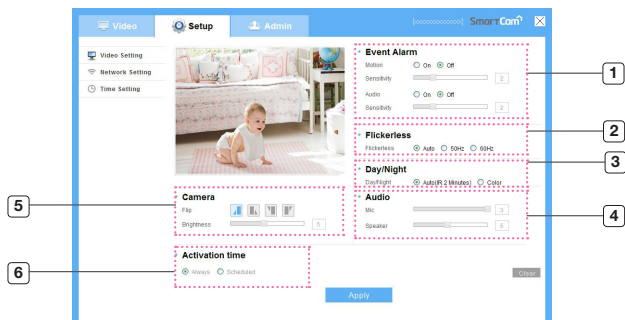 Video
Setup
Admin
SmartCam
Video Setting
Network Setting
Time Setting
Event Alarm
Motion On Off
Sensitivity 2
Audio On Off
Sensitivity 2
1
Flickerless
Flickerless Auto 50Hz 60Hz
2
Day/Night
Day/Night Auto(IR 2 Minutes) Color
3
Camera
Flip
Brightness
5
Audio
Mic 3
Speaker
4
Activation time
Always Scheduled
6
Clear
Apply